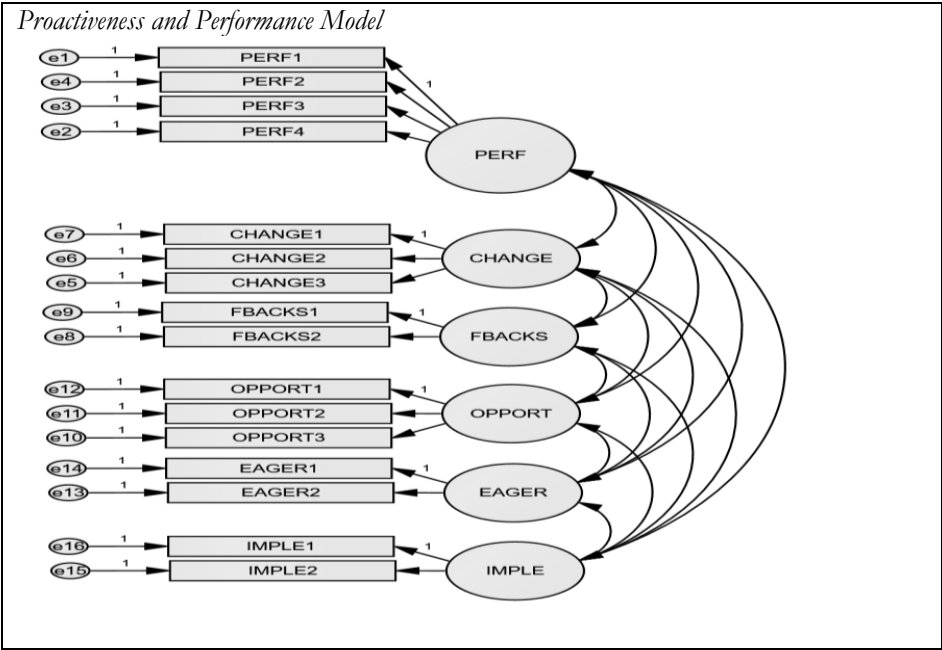 Proactiveness and Performance Model
e1 1 PERF1
e4 1 PERF2 1
e3 1 PERF3
e2 1 PERF4
PERF
e7 1 CHANGE1 1
e6 1 CHANGE2 CHANGE
e5 1 CHANGE3
e9 1 FBACKS1 1
e8 1 FBACKS2 FBACKS
e12 1 OPPORT1 1
e11 1 OPPORT2 OPPORT
e10 1 OPPORT3
e14 1 EAGER1 1
e13 1 EAGER2 EAGER
e16 1 IMPLE1 1
e15 1 IMPLE2 IMPLE